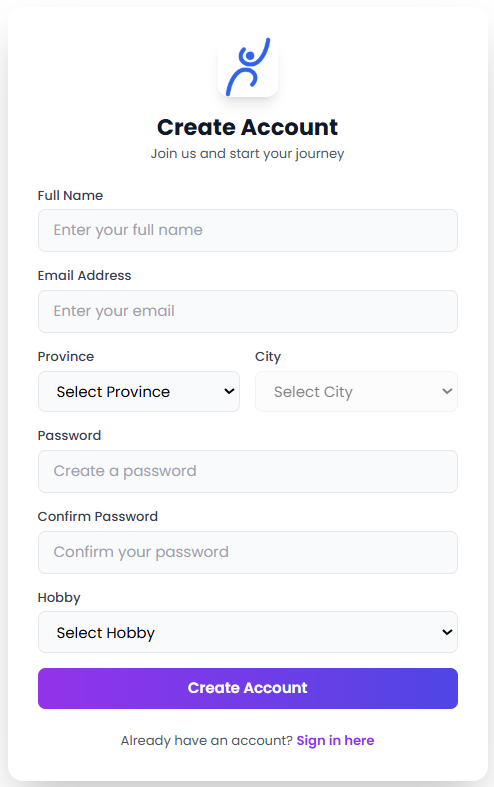 Create Account
Join us and start your journey
Full Name
Enter your full name
Email Address
Enter your email
Province City
Select Province Select City
Password
Create a password
Confirm Password
Confirm your password
Hobby
Select Hobby
Create Account
Already have an account? Sign in here